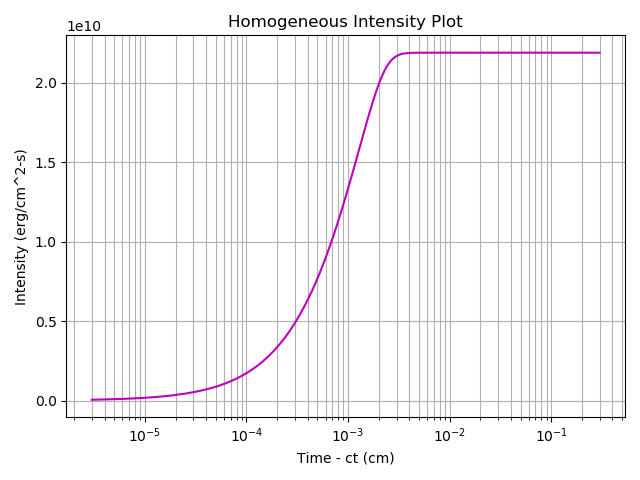 Homogeneous Intensity Plot
1e10
2.0
1.5
1.0
0.5
0.0
Intensity (erg/cm^2-s)
10⁻⁵ 10⁻⁴ 10⁻³ 10⁻² 10⁻¹
Time - ct (cm)